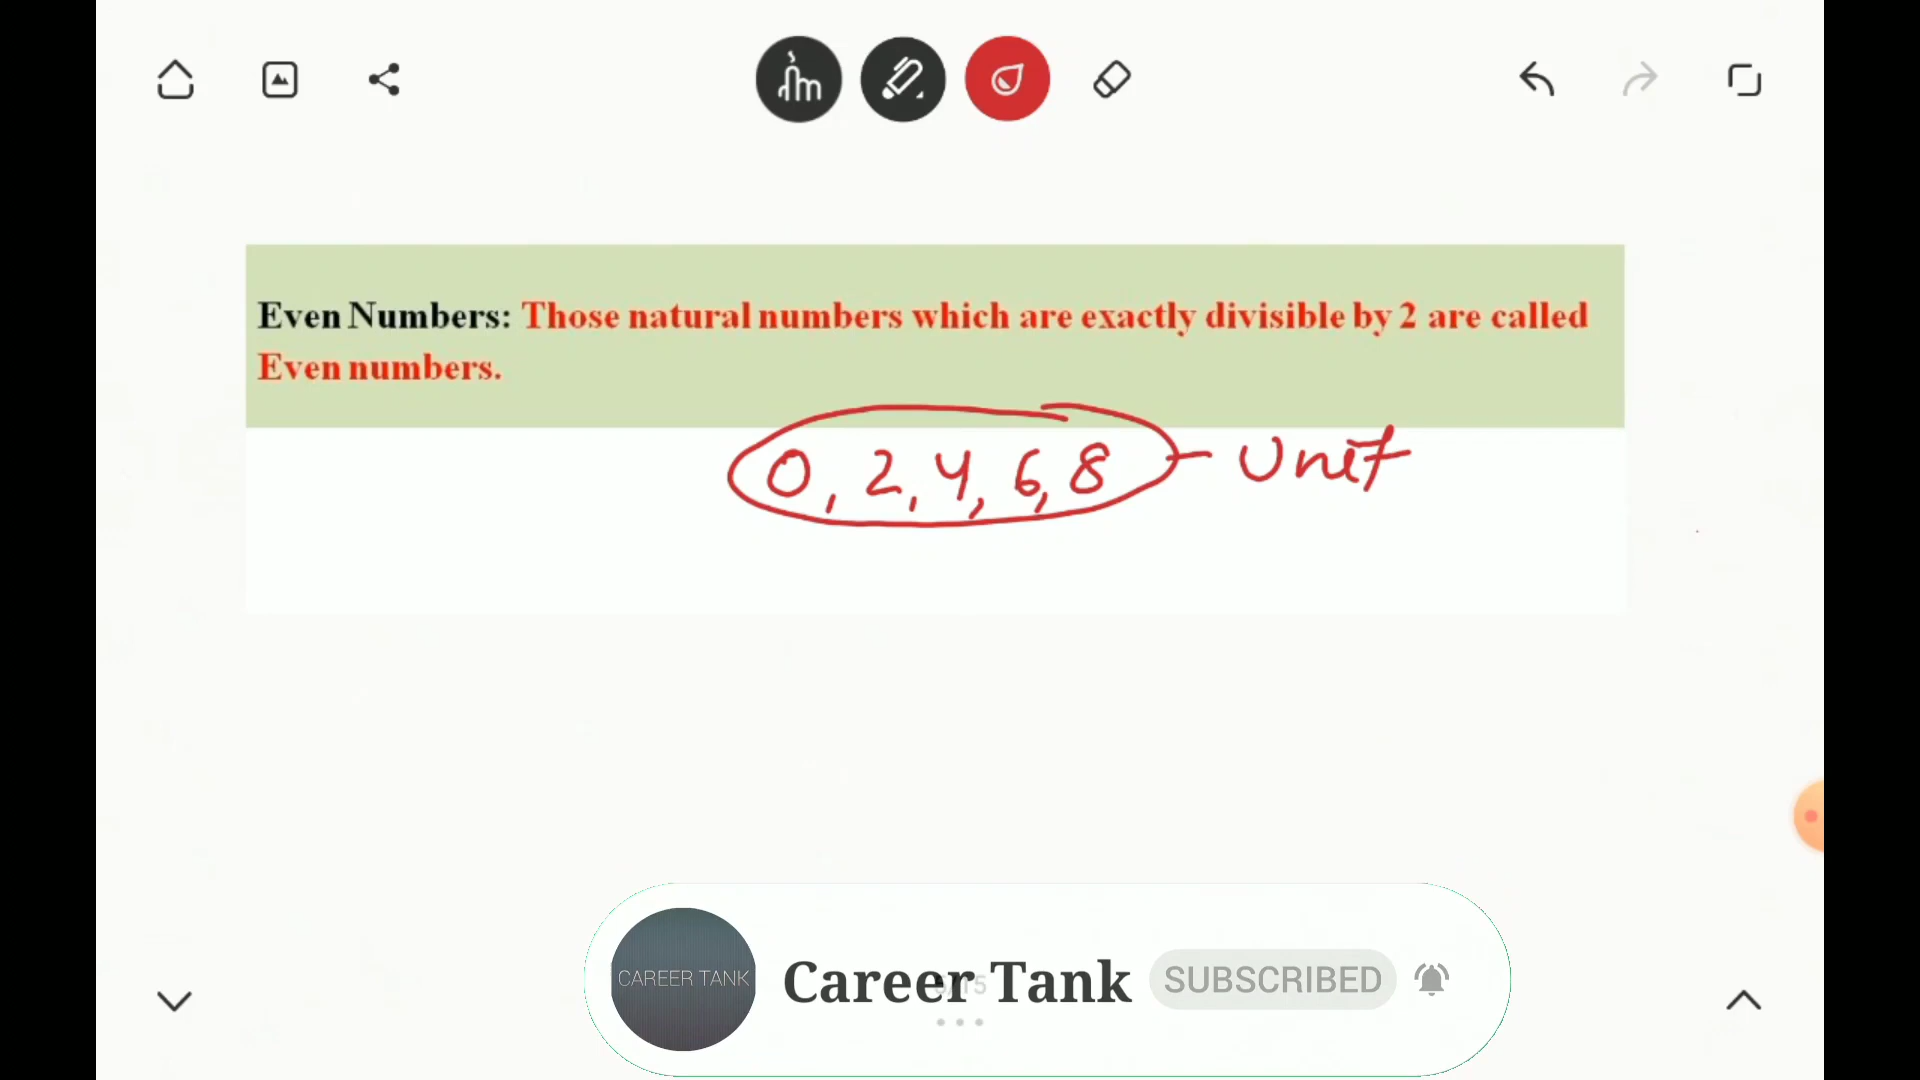 Even Numbers: Those natural numbers which are exactly divisible by 2 are called
Even numbers.
0, 2, 4, 6, 8 - Unit
CAREER TANK
Career Tank
SUBSCRIBED